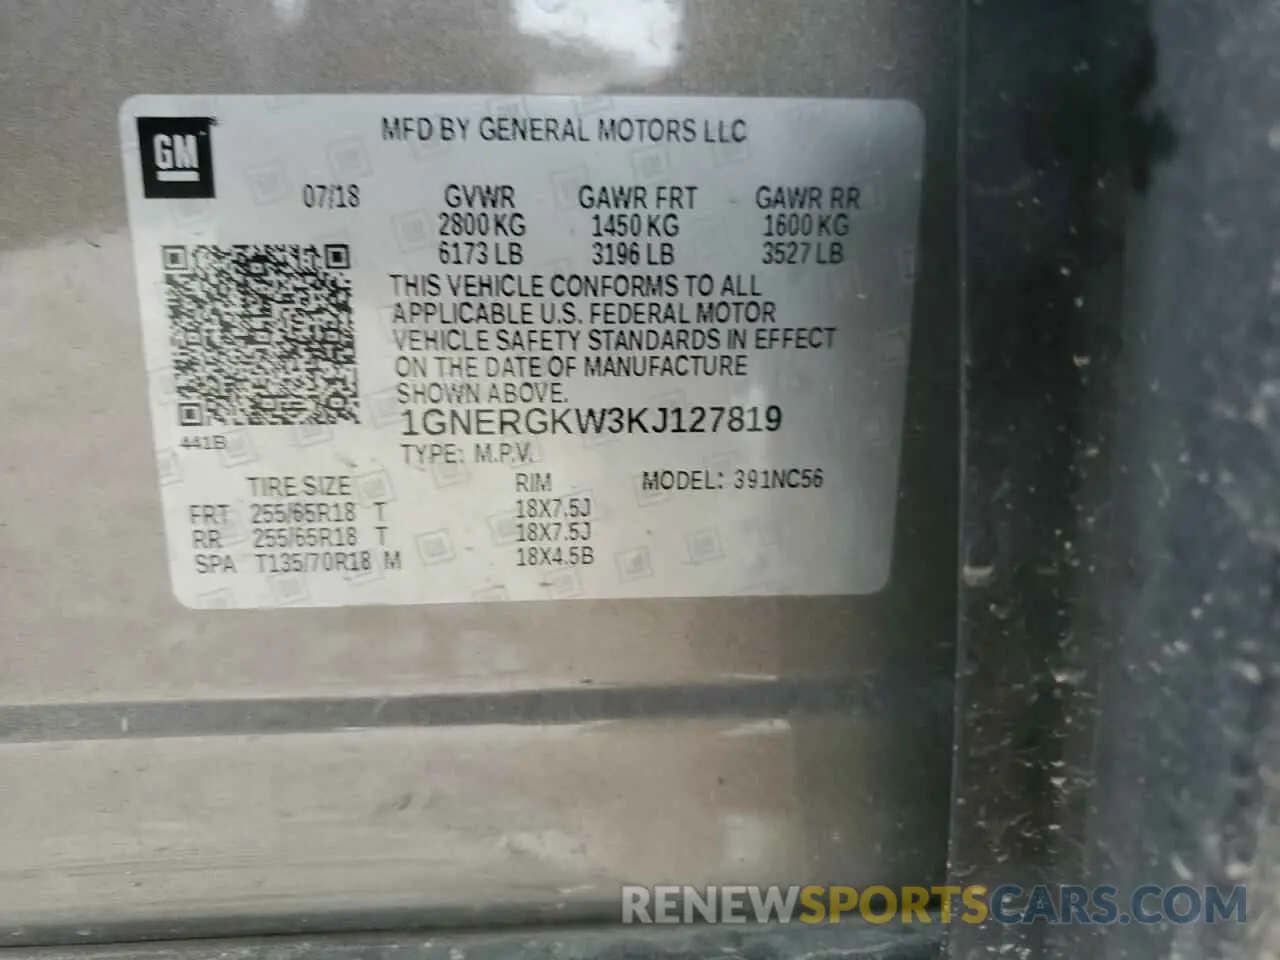 GM
MFD BY GENERAL MOTORS LLC
07/18 GVWR GAWR FRT GAWR RR
2800 KG 1450 KG 1600 KG
6173 LB 3196 LB 3527 LB
THIS VEHICLE CONFORMS TO ALL
APPLICABLE U.S. FEDERAL MOTOR
VEHICLE SAFETY STANDARDS IN EFFECT
ON THE DATE OF MANUFACTURE
SHOWN ABOVE.
1GNERGKW3KJ127819
441B
TYPE: M.P.V.
TIRE SIZE RIM MODEL: 391NC56
FRT 255/65R18 T 18X7.5J
RR 255/65R18 T 18X7.5J
SPA T135/70R18 M 18X4.5B
RENEWSPORTSCARS.COM